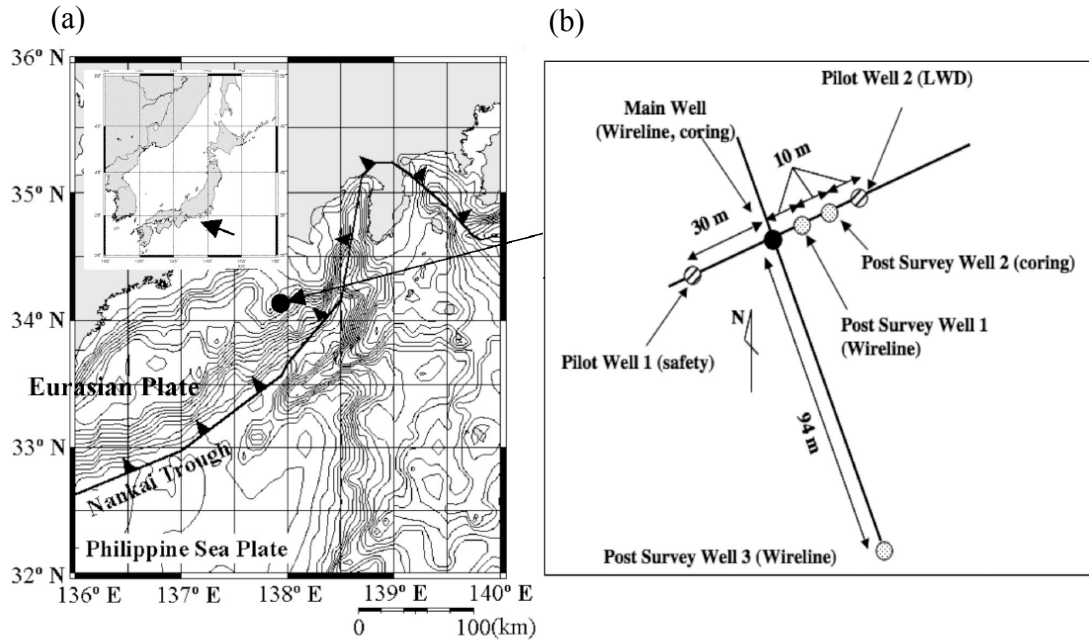 (a)
36° N
35° N
34° N
33° N
32° N
136° E
137° E
138° E
139° E
140° E
Eurasian Plate
Nankai Trough
Philippine Sea Plate
0
100(km)
(b)
Pilot Well 2 (LWD)
Main Well
(Wireline, coring)
10 m
30 m
Post Survey Well 2 (coring)
N
Post Survey Well 1
(Wireline)
Pilot Well 1 (safety)
94 m
Post Survey Well 3 (Wireline)